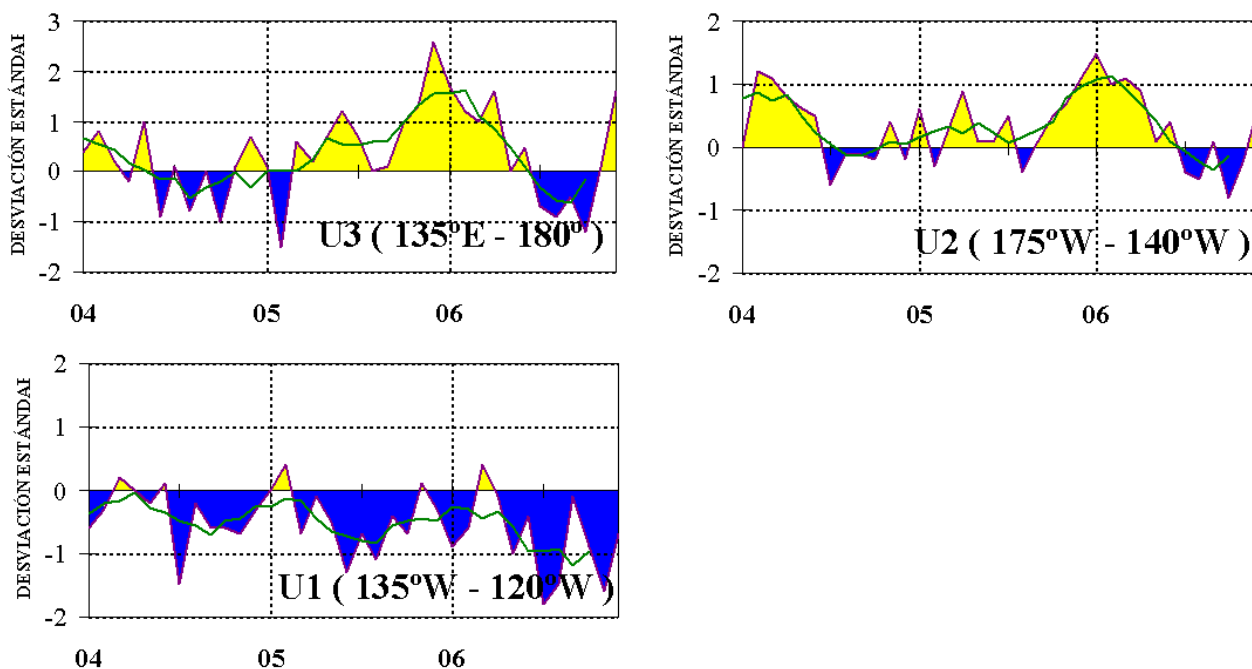 DESVIACIÓN ESTÁNDAI
3
2
1
0
-1
-2
U3 ( 135ºE - 180º )
04 05 06
DESVIACIÓN ESTÁNDAI
2
1
0
-1
-2
U2 ( 175ºW - 140ºW )
04 05 06
DESVIACIÓN ESTÁNDAI
2
1
0
-1
-2
U1 ( 135ºW - 120ºW )
04 05 06